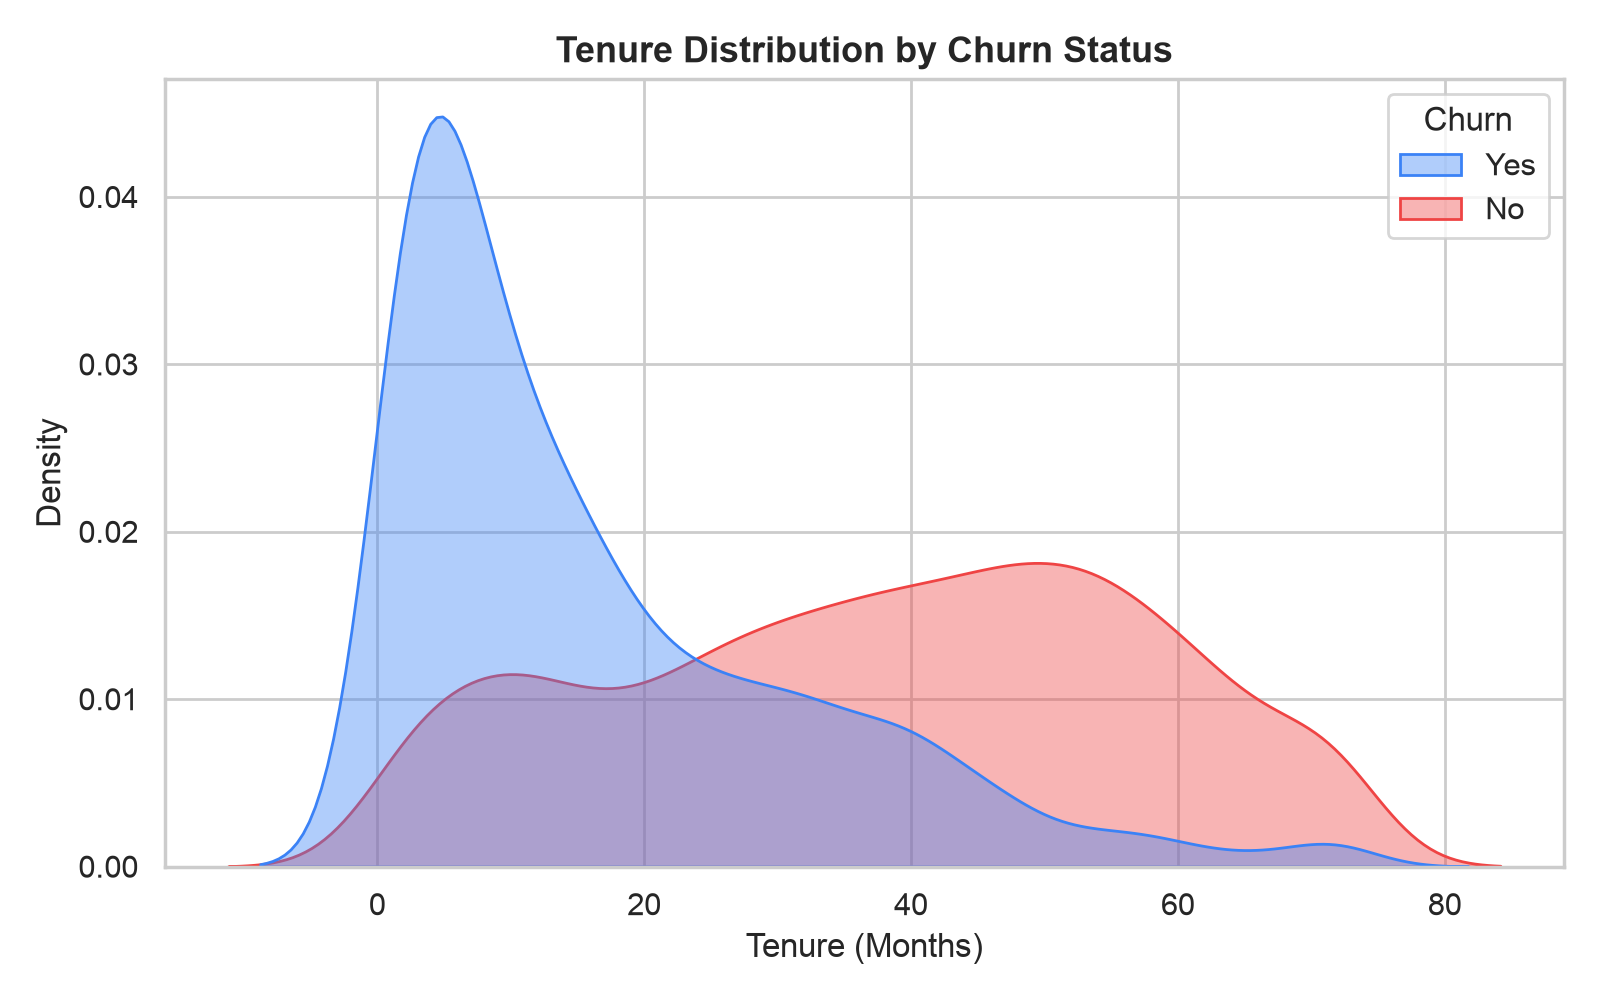 Tenure Distribution by Churn Status
Churn
Yes
No
0.04
0.03
0.02
0.01
0.00
Density
0
20
40
60
80
Tenure (Months)